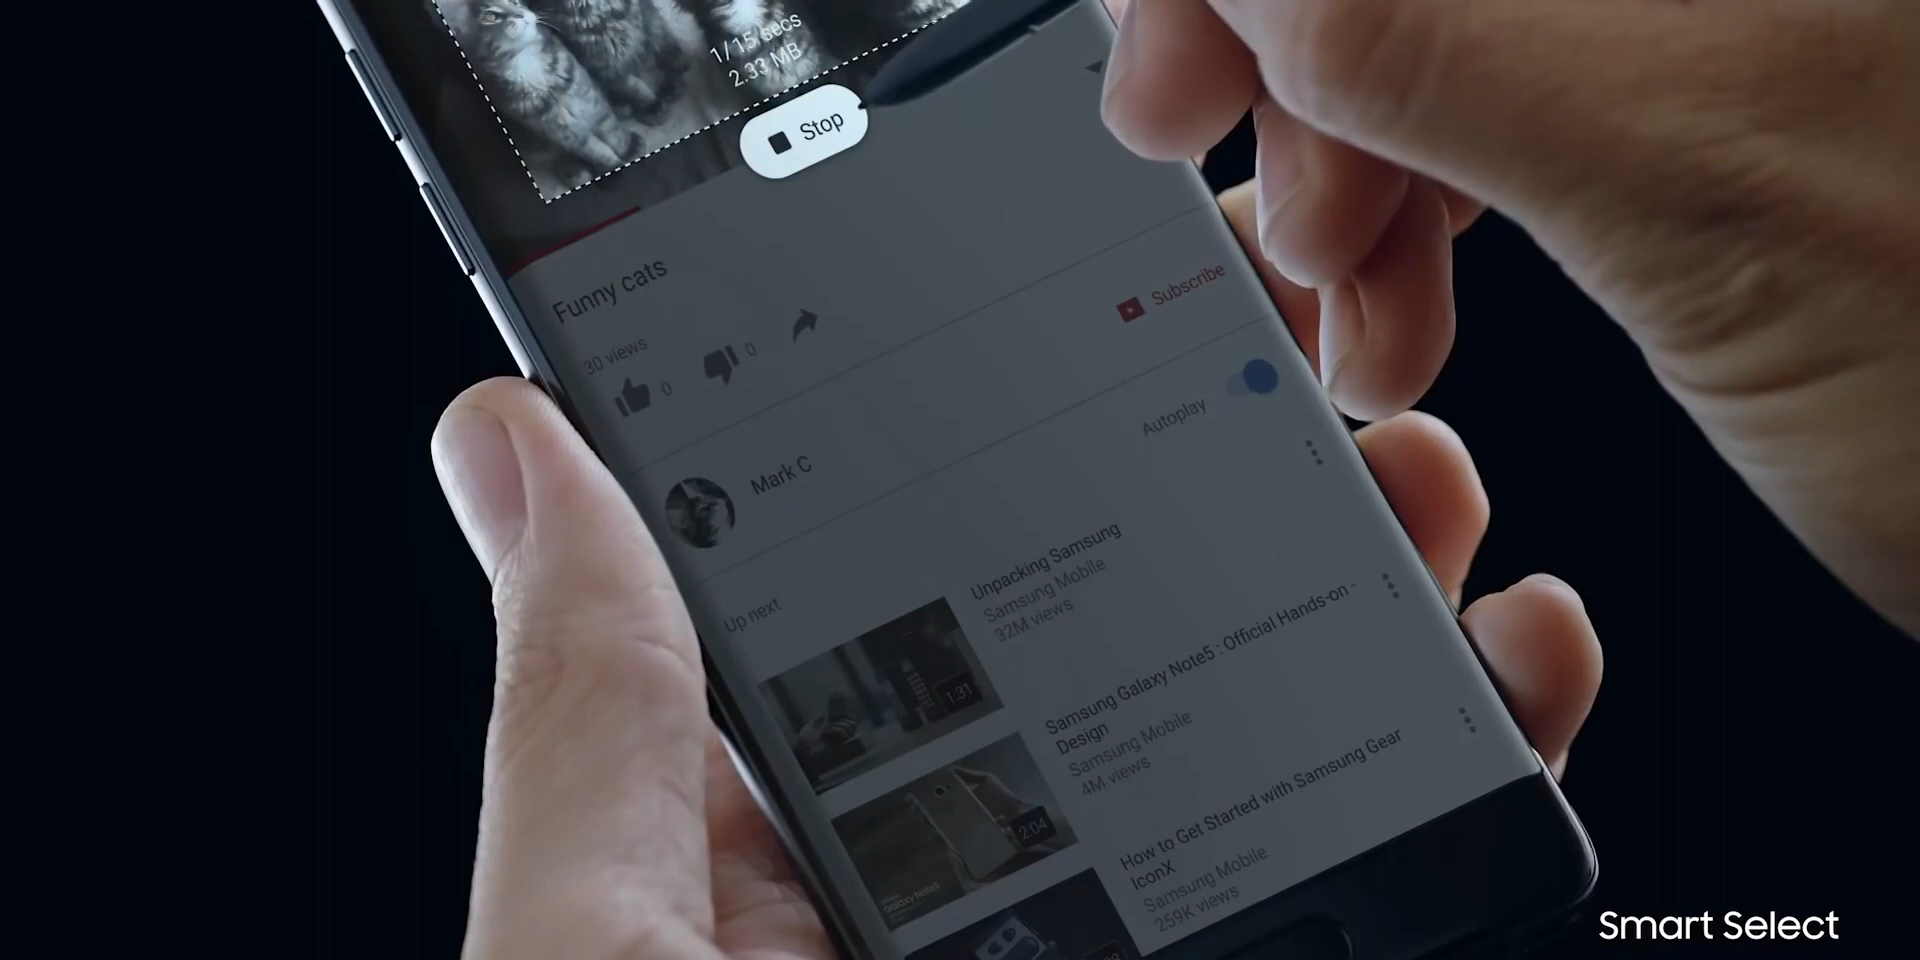 1/15 secs
2.33 MB
Stop
Funny cats
30 views
0
0
Subscribe
Mark C
Autoplay
Up next
Unpacking Samsung
Samsung Mobile
32M views
1:31
Samsung Galaxy Note5 : Official Hands-on -
Design
Samsung Mobile
4M views
2:04
Galaxy Note5
How to Get Started with Samsung Gear
IconX
Samsung Mobile
259K views
Smart Select